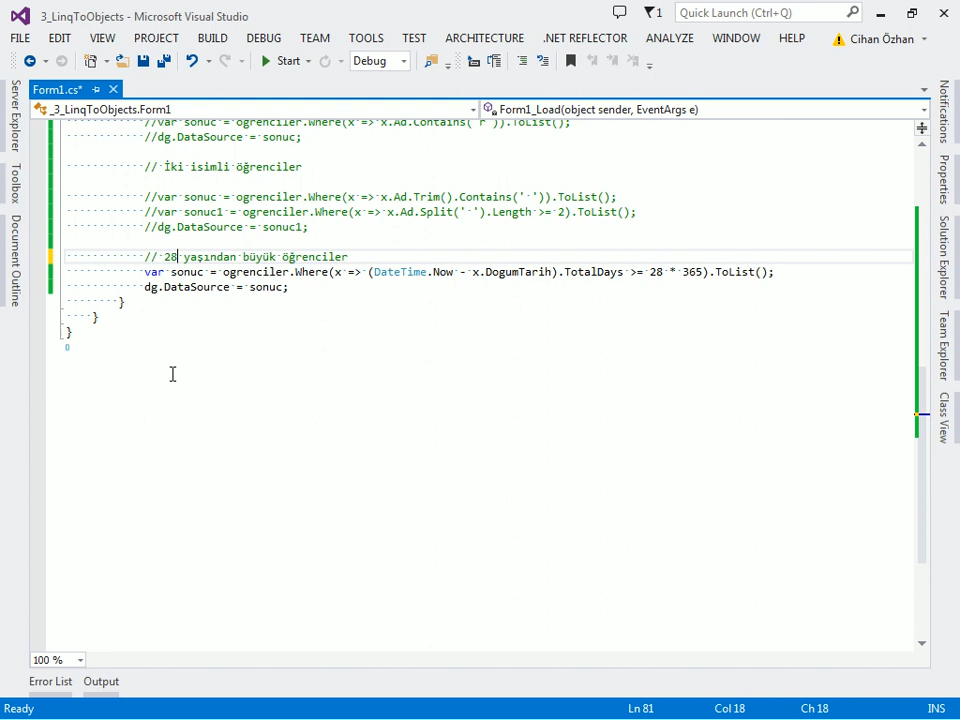 3_LinqToObjects - Microsoft Visual Studio
1
Quick Launch (Ctrl+Q)
FILE EDIT VIEW PROJECT BUILD DEBUG TEAM TOOLS TEST ARCHITECTURE .NET REFLECTOR ANALYZE WINDOW HELP Cihan Özhan
Start Debug
Form1.cs*
_3_LinqToObjects.Form1 Form1_Load(object sender, EventArgs e)
//var sonuc = ogrenciler.Where(x => x.Ad.Contains("r")).ToList();
//dg.DataSource = sonuc;
// İki isimli öğrenciler
//var sonuc = ogrenciler.Where(x => x.Ad.Trim().Contains(' ')).ToList();
//var sonuc1 = ogrenciler.Where(x => x.Ad.Split(' ').Length >= 2).ToList();
//dg.DataSource = sonuc1;
// 28 yaşından büyük öğrenciler
var sonuc = ogrenciler.Where(x => (DateTime.Now - x.DogumTarih).TotalDays >= 28 * 365).ToList();
dg.DataSource = sonuc;
}
}
}
Server Explorer
Toolbox
Document Outline
Notifications
Properties
Solution Explorer
Team Explorer
Class View
100 %
Error List Output
Ready Ln 81 Col 18 Ch 18 INS